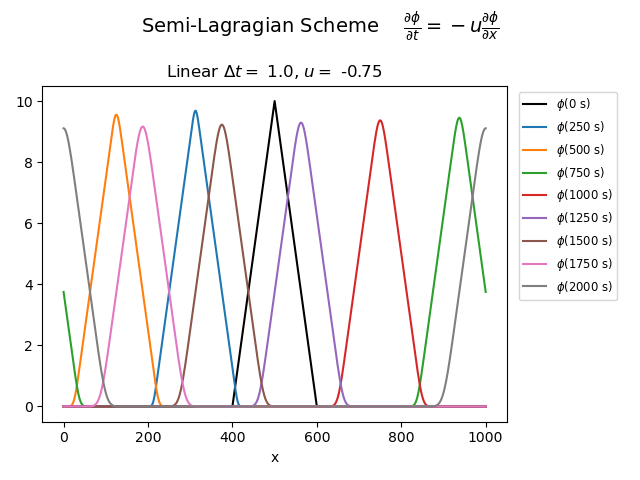 Semi-Lagragian Scheme ∂ϕ/∂t = −u ∂ϕ/∂x
Linear Δt = 1.0, u = -0.75
10
8
6
4
2
0
0 200 400 600 800 1000
x
ϕ(0 s)
ϕ(250 s)
ϕ(500 s)
ϕ(750 s)
ϕ(1000 s)
ϕ(1250 s)
ϕ(1500 s)
ϕ(1750 s)
ϕ(2000 s)